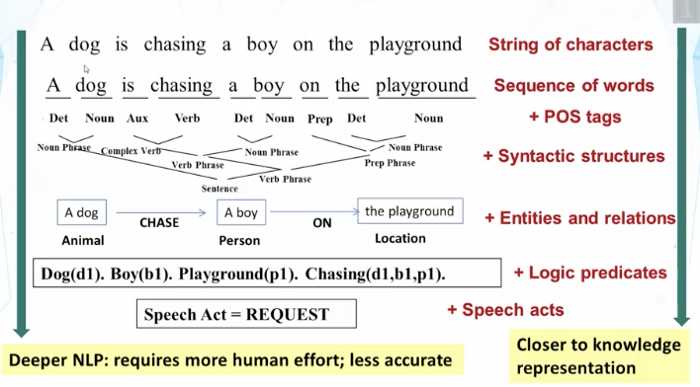 A dog is chasing a boy on the playground String of characters
A dog is chasing a boy on the playground Sequence of words
Det Noun Aux Verb Det Noun Prep Det Noun + POS tags
Noun Phrase Complex Verb Noun Phrase Noun Phrase
+ Syntactic structures
Verb Phrase Prep Phrase
Verb Phrase
Sentence
A dog A boy the playground
CHASE ON + Entities and relations
Animal Person Location
Dog(d1). Boy(b1). Playground(p1). Chasing(d1,b1,p1). + Logic predicates
Speech Act = REQUEST + Speech acts
Deeper NLP: requires more human effort; less accurate
Closer to knowledge
representation